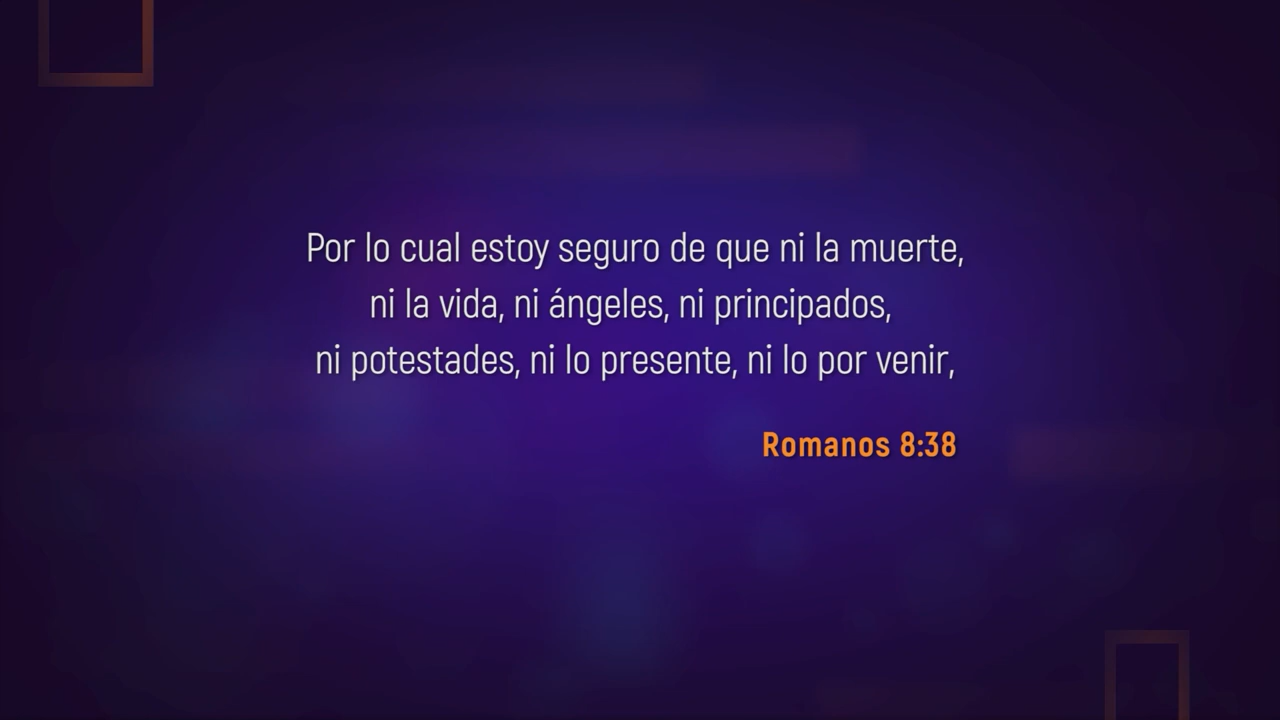 Por lo cual estoy seguro de que ni la muerte,
ni la vida, ni ángeles, ni principados,
ni potestades, ni lo presente, ni lo por venir,
Romanos 8:38